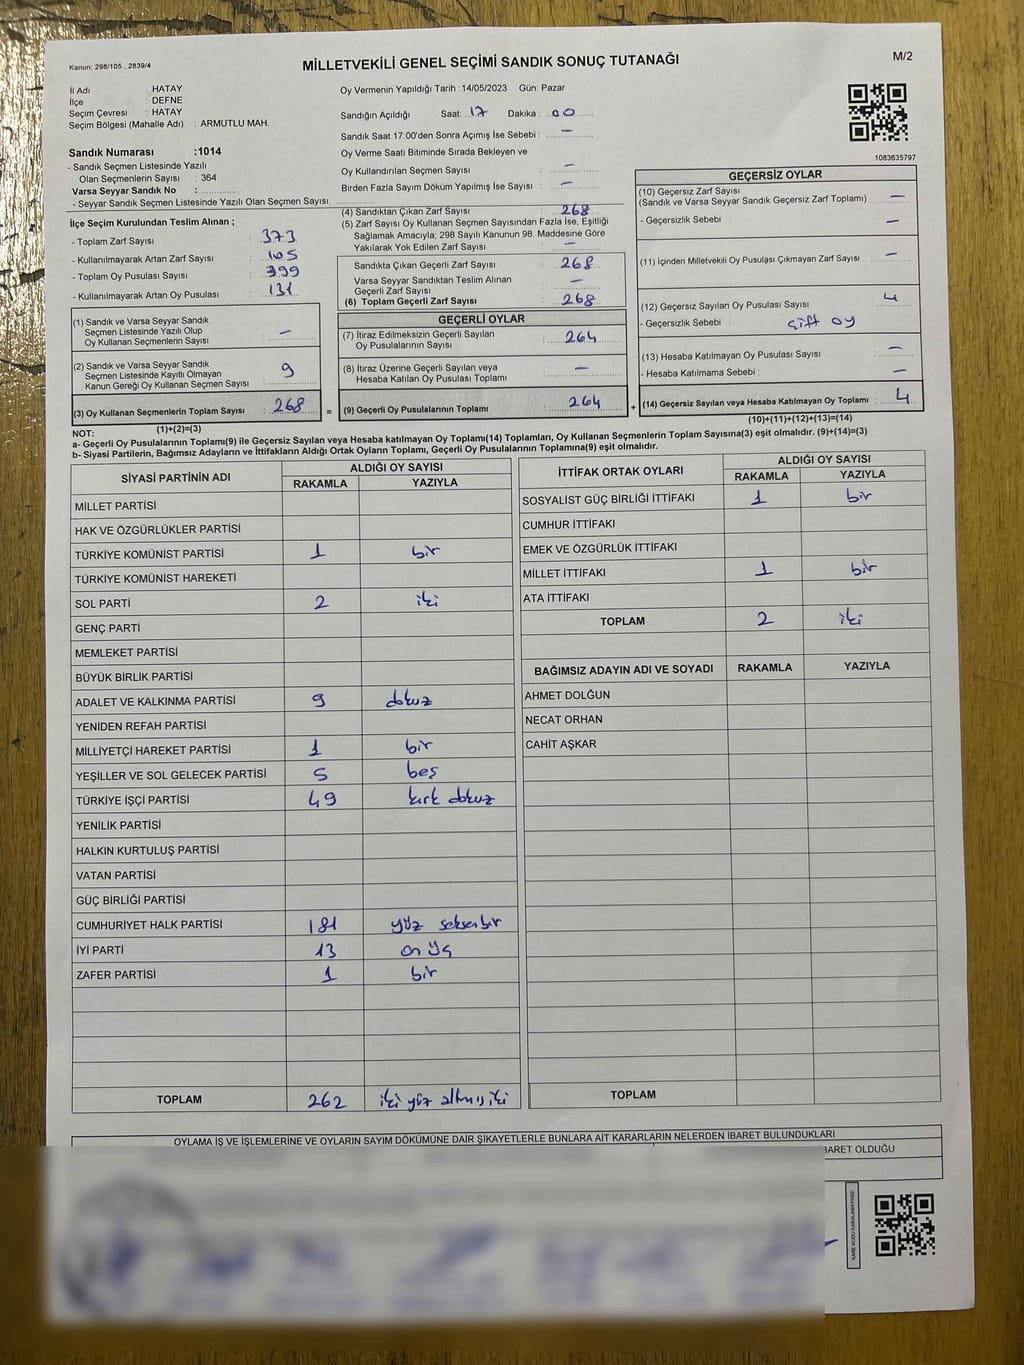 Kanun: 298/105 , 2839/4
MİLLETVEKİLİ GENEL SEÇİMİ SANDIK SONUÇ TUTANAĞI
M/2
İl Adı : HATAY
İlçe : DEFNE
Seçim Çevresi : HATAY
Seçim Bölgesi (Mahalle Adı) : ARMUTLU MAH.
Sandık Numarası :1014
- Sandık Seçmen Listesinde Yazılı
Olan Seçmenlerin Sayısı : 364
Varsa Seyyar Sandık No :
- Seyyar Sandık Seçmen Listesinde Yazılı Olan Seçmen Sayısı:
Oy Vermenin Yapıldığı Tarih : 14/05/2023 Gün: Pazar
Sandığın Açıldığı Saat: 17 Dakika : 00
Sandık Saat 17:00'den Sonra Açımış İse Sebebi : —
Oy Verme Saati Bitiminde Sırada Bekleyen ve
Oy Kullandırılan Seçmen Sayısı : —
Birden Fazla Sayım Döküm Yapılmış İse Sayısı : —
1083635797
İlçe Seçim Kurulundan Teslim Alınan ;
- Toplam Zarf Sayısı : 373
- Kullanılmayarak Artan Zarf Sayısı : 105
- Toplam Oy Pusulası Sayısı : 399
- Kullanılmayarak Artan Oy Pusulası : 131
(1) Sandık ve Varsa Seyyar Sandık
Seçmen Listesinde Yazılı Olup
Oy Kullanan Seçmenlerin Sayısı : —
(2) Sandık ve Varsa Seyyar Sandık
Seçmen Listesinde Kayıtlı Olmayan
Kanun Gereği Oy Kullanan Seçmen Sayısı : 9
(3) Oy Kullanan Seçmenlerin Toplam Sayısı : 268
(1)+(2)=(3)
(4) Sandıktan Çıkan Zarf Sayısı : 268
(5) Zarf Sayısı Oy Kullanan Seçmen Sayısından Fazla İse, Eşitliği
Sağlamak Amacıyla, 298 Sayılı Kanunun 98. Maddesine Göre
Yakılarak Yok Edilen Zarf Sayısı : —
Sandıkta Çıkan Geçerli Zarf Sayısı : 268
Varsa Seyyar Sandıktan Teslim Alınan
Geçerli Zarf Sayısı : —
(6) Toplam Geçerli Zarf Sayısı : 268
GEÇERLİ OYLAR
(7) İtiraz Edilmeksizin Geçerli Sayılan
Oy Pusulalarının Sayısı : 264
(8) İtiraz Üzerine Geçerli Sayılan veya
Hesaba Katılan Oy Pusulası Toplamı : —
= (9) Geçerli Oy Pusulalarının Toplamı : 264
GEÇERSİZ OYLAR
(10) Geçersiz Zarf Sayısı
(Sandık ve Varsa Seyyar Sandık Geçersiz Zarf Toplamı) : —
- Geçersizlik Sebebi : —
(11) İçinden Milletvekili Oy Pusulası Çıkmayan Zarf Sayısı : —
(12) Geçersiz Sayılan Oy Pusulası Sayısı : 4
- Geçersizlik Sebebi : çift oy
(13) Hesaba Katılmayan Oy Pusulası Sayısı : —
- Hesaba Katılmama Sebebi : —
+ (14) Geçersiz Sayılan veya Hesaba Katılmayan Oy Toplamı : 4
(10)+(11)+(12)+(13)=(14)
NOT:
a- Geçerli Oy Pusulalarının Toplamı(9) ile Geçersiz Sayılan veya Hesaba katılmayan Oy Toplamı(14) Toplamları, Oy Kullanan Seçmenlerin Toplam Sayısına(3) eşit olmalıdır. (9)+(14)=(3)
b- Siyasi Partilerin, Bağımsız Adayların ve İttifakların Aldığı Ortak Oyların Toplamı, Geçerli Oy Pusulalarının Toplamına(9) eşit olmalıdır.
SİYASİ PARTİNİN ADI ALDIĞI OY SAYISI
RAKAMLA YAZIYLA
MİLLET PARTİSİ
HAK VE ÖZGÜRLÜKLER PARTİSİ
TÜRKİYE KOMÜNİST PARTİSİ 1 bir
TÜRKİYE KOMÜNİST HAREKETİ
SOL PARTİ 2 iki
GENÇ PARTİ
MEMLEKET PARTİSİ
BÜYÜK BİRLİK PARTİSİ
ADALET VE KALKINMA PARTİSİ 9 dokuz
YENİDEN REFAH PARTİSİ
MİLLİYETÇİ HAREKET PARTİSİ 1 bir
YEŞİLLER VE SOL GELECEK PARTİSİ 5 beş
TÜRKİYE İŞÇİ PARTİSİ 49 kırk dokuz
YENİLİK PARTİSİ
HALKIN KURTULUŞ PARTİSİ
VATAN PARTİSİ
GÜÇ BİRLİĞİ PARTİSİ
CUMHURİYET HALK PARTİSİ 181 yüz seksen bir
İYİ PARTİ 13 on üç
ZAFER PARTİSİ 1 bir
TOPLAM 262 iki yüz altmış iki
İTTİFAK ORTAK OYLARI ALDIĞI OY SAYISI
RAKAMLA YAZIYLA
SOSYALİST GÜÇ BİRLİĞİ İTTİFAKI 1 bir
CUMHUR İTTİFAKI
EMEK VE ÖZGÜRLÜK İTTİFAKI
MİLLET İTTİFAKI 1 bir
ATA İTTİFAKI
TOPLAM 2 iki
BAĞIMSIZ ADAYIN ADI VE SOYADI RAKAMLA YAZIYLA
AHMET DOLĞUN
NECAT ORHAN
CAHİT AŞKAR
TOPLAM
OYLAMA İŞ VE İŞLEMLERİNE VE OYLARIN SAYIM DÖKÜMÜNE DAİR ŞİKAYETLERLE BUNLARA AİT KARARLARIN NELERDEN İBARET BULUNDUKLARI
BARET OLDUĞU